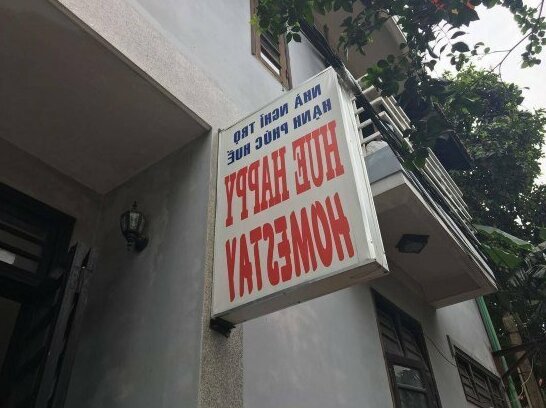 NHÀ NGHỈ TRỌ
HẠNH PHÚC HUẾ
HUE HAPPY
HOMESTAY